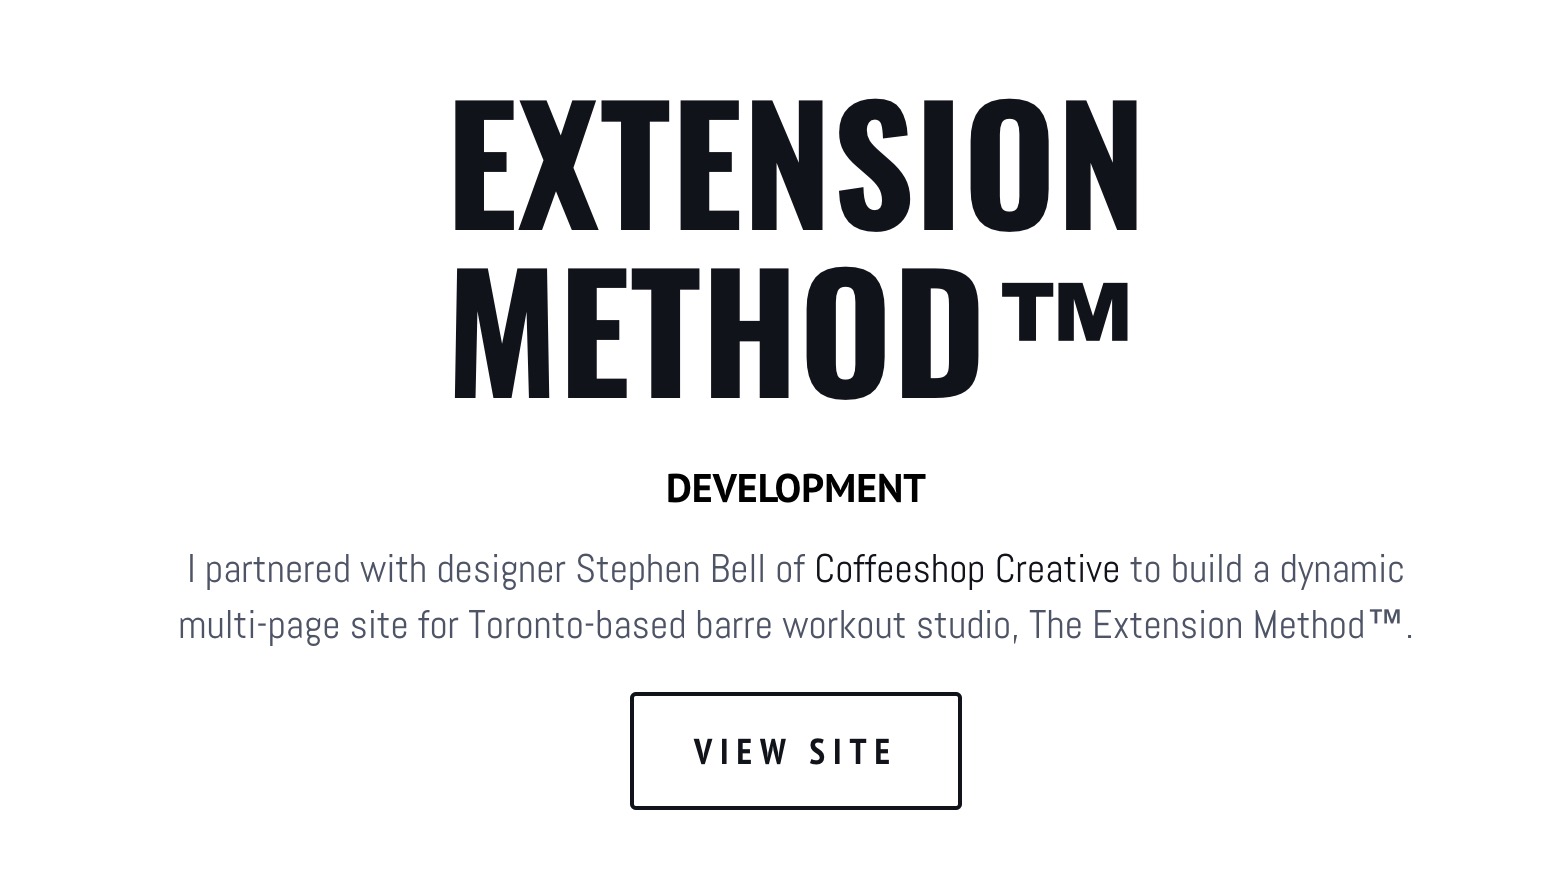 EXTENSION
METHOD™
DEVELOPMENT
I partnered with designer Stephen Bell of Coffeeshop Creative to build a dynamic
multi-page site for Toronto-based barre workout studio, The Extension Method™.
VIEW SITE